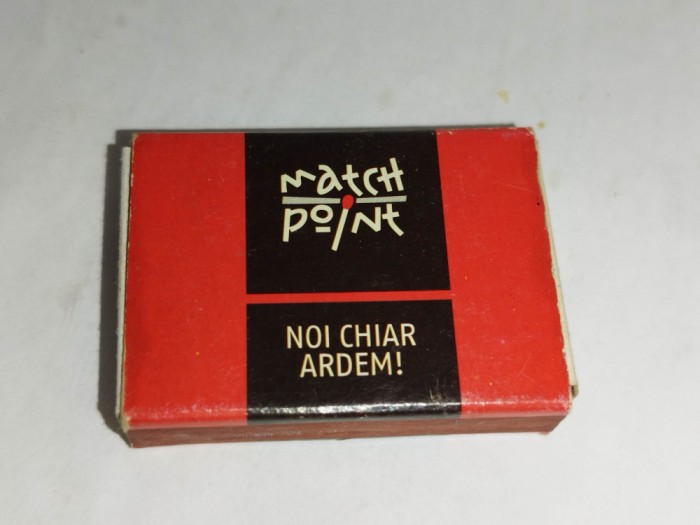 match
point
NOI CHIAR
ARDEM!